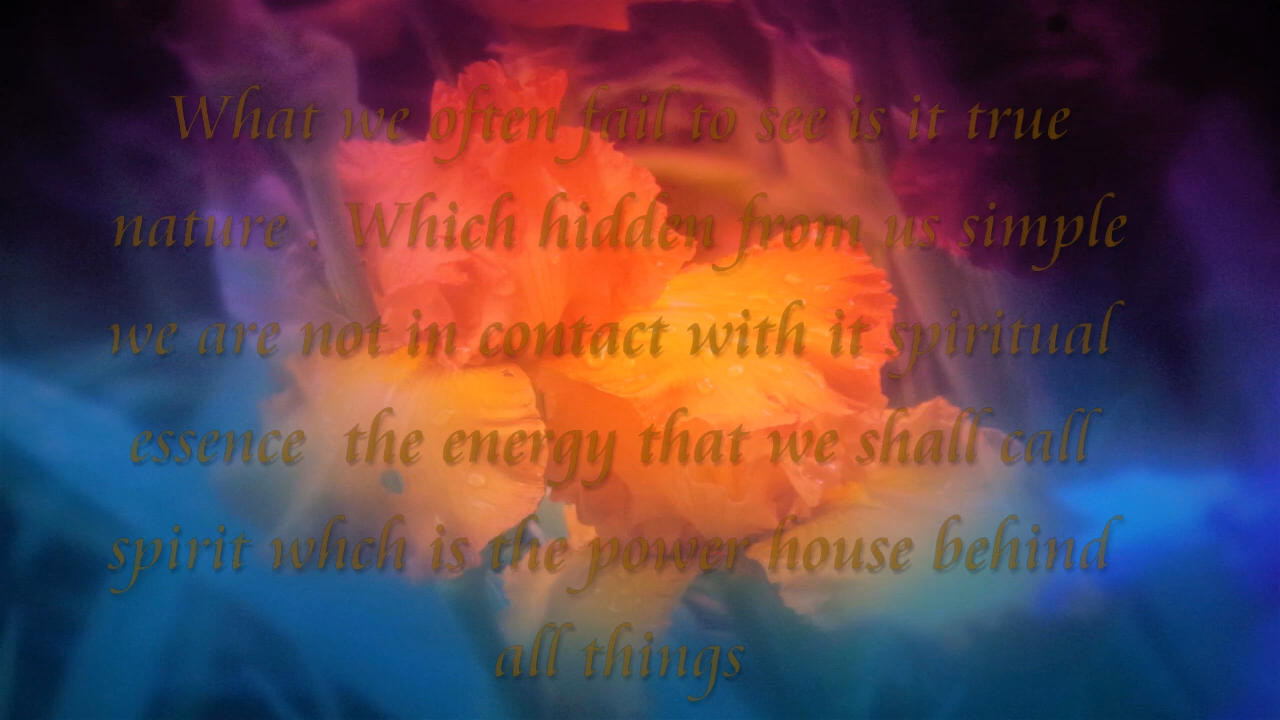 What we often fail to see is it true
nature . Which hidden from us simple
we are not in contact with it spiritual
essence the energy that we shall call
spirit whch is the power house behind
all things